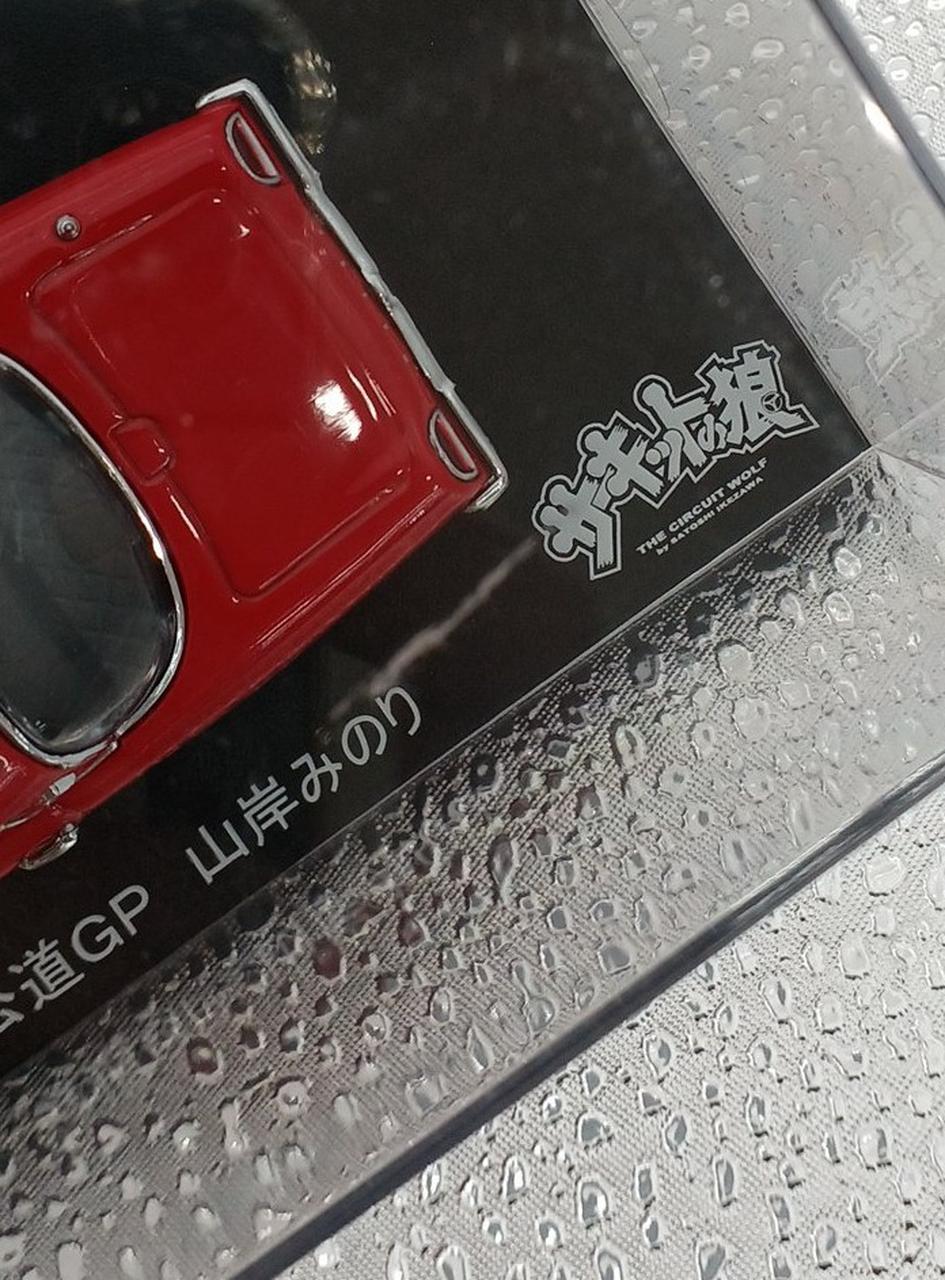 サーキットの狼
THE CIRCUIT WOLF
by SATOSHI IKEZAWA
公道GP 山岸みのり